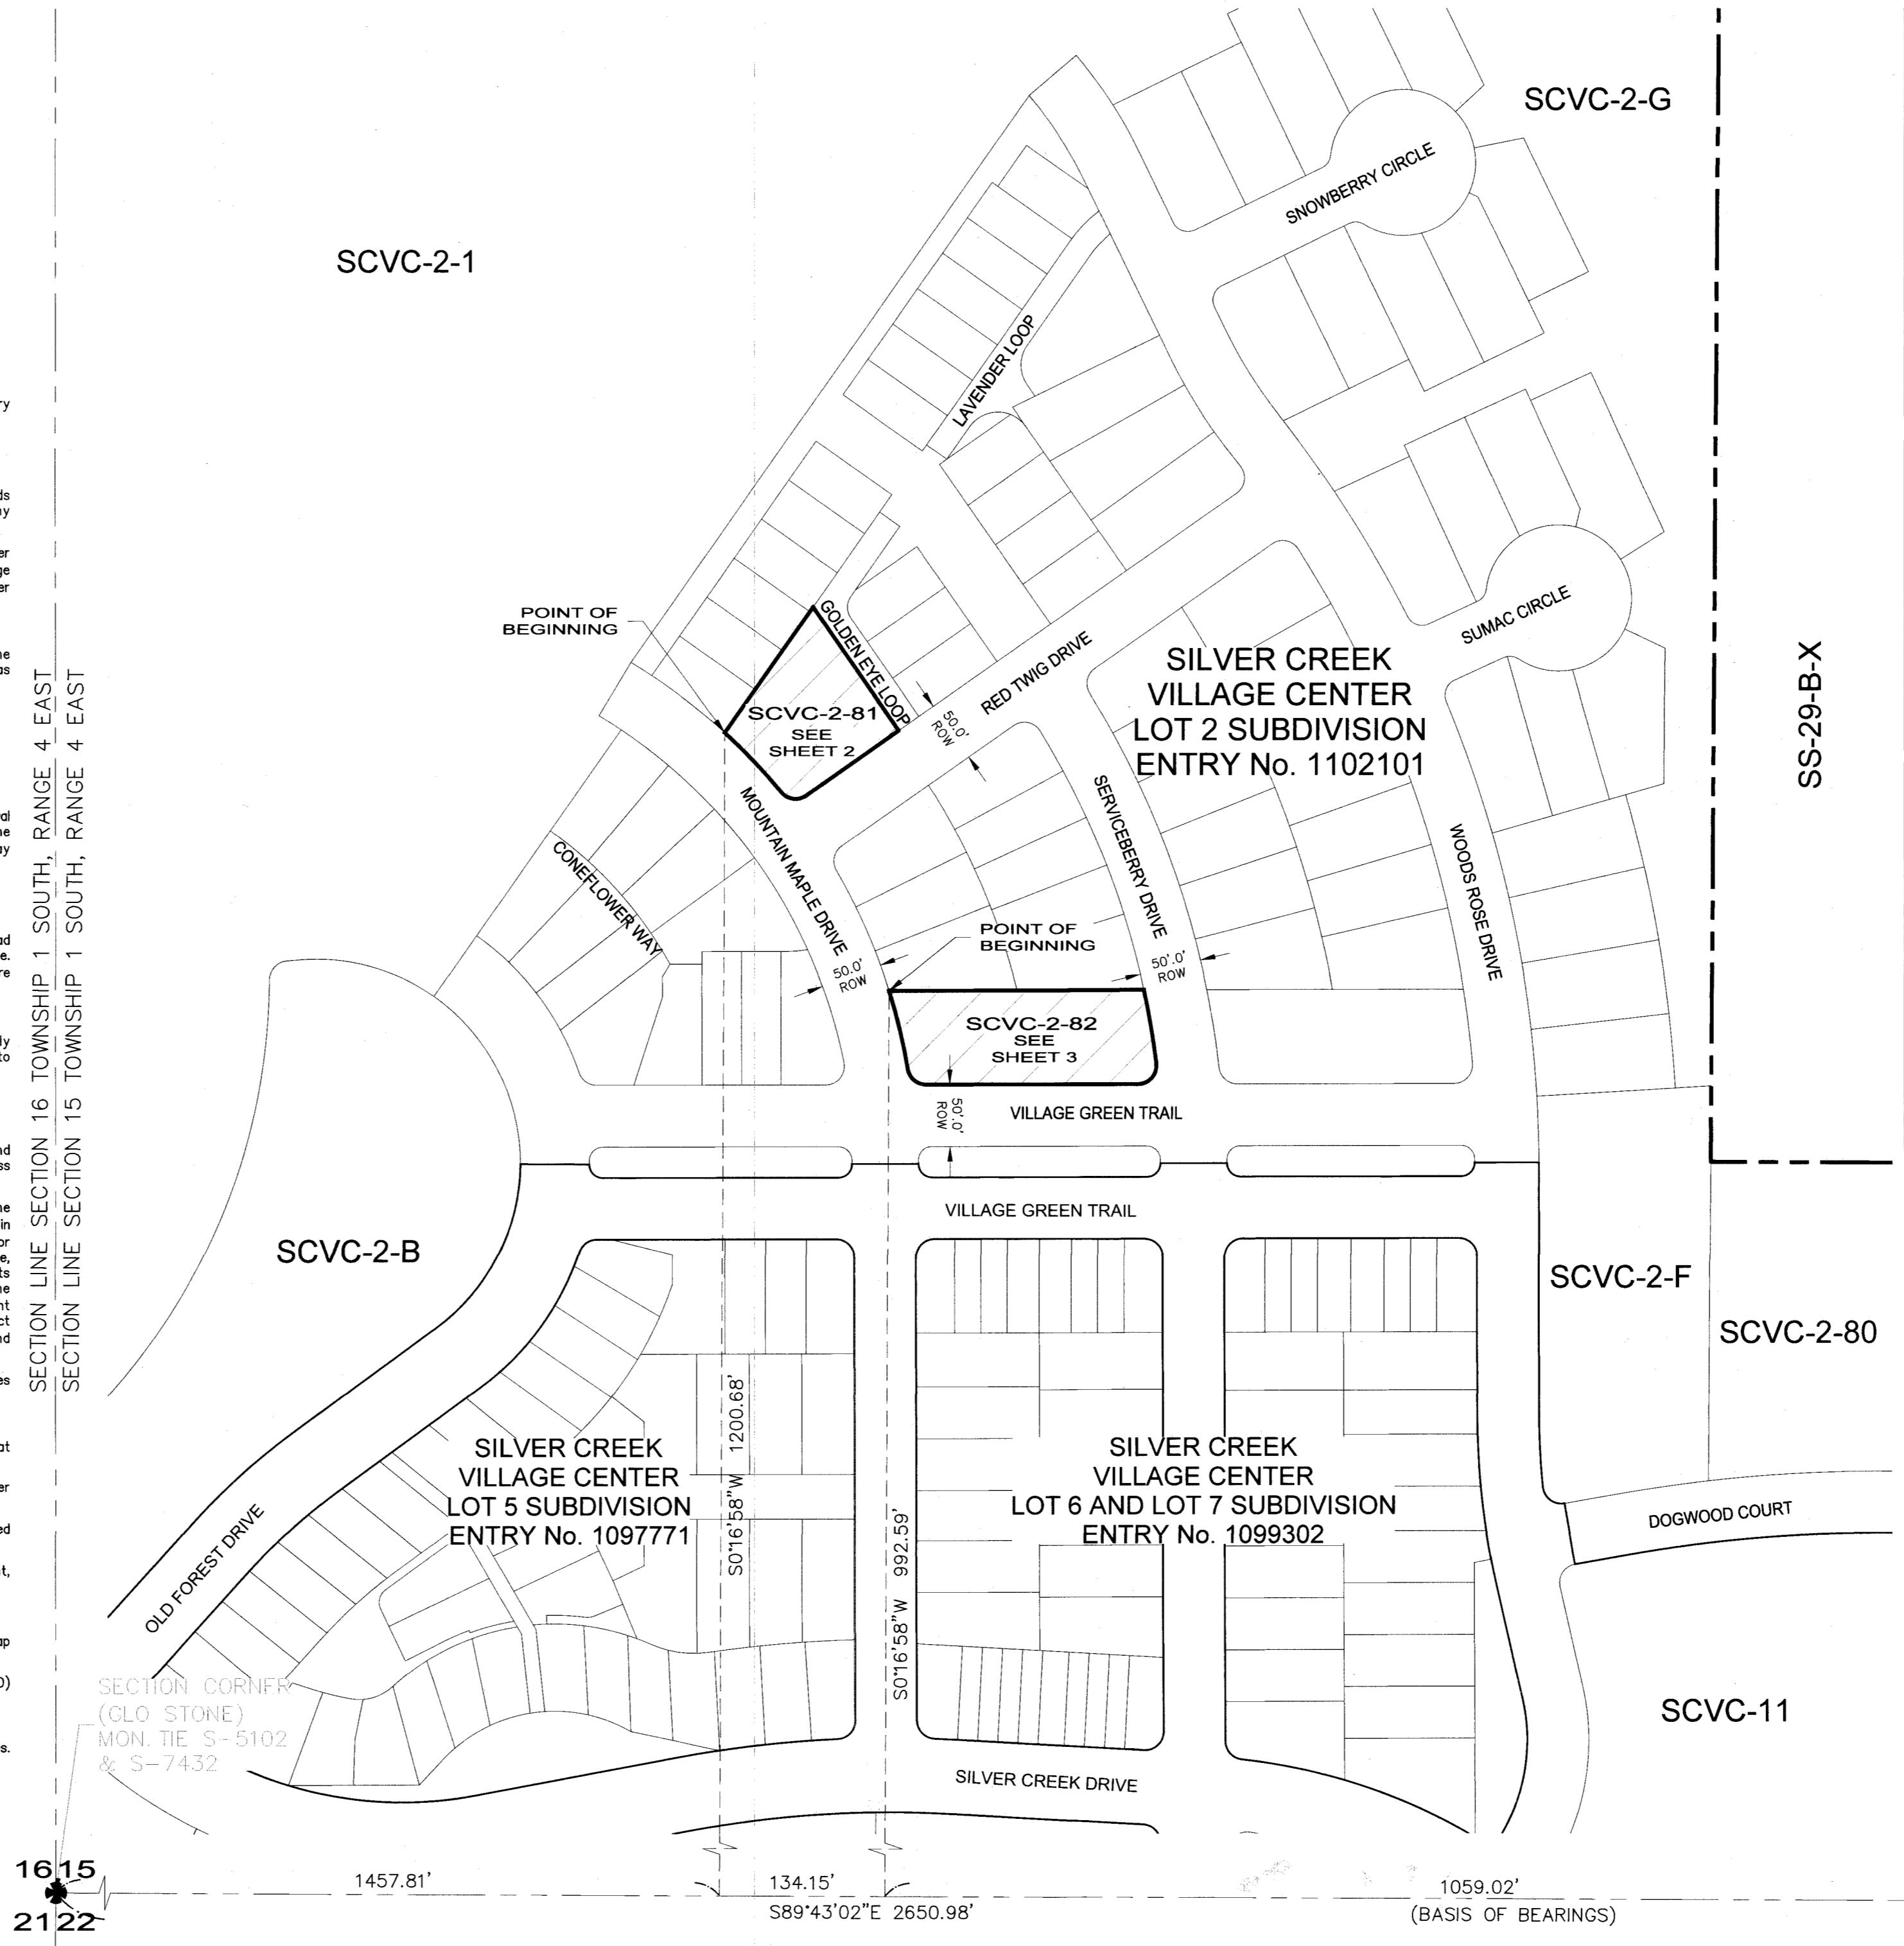 SCVC-2-G
SNOWBERRY CIRCLE
SCVC-2-1
LAVENDER LOOP
POINT OF
BEGINNING
GOLDEN EYE LOOP
SCVC-2-81
SEE
SHEET 2
50.0'
ROW
RED TWIG DRIVE
SUMAC CIRCLE
SILVER CREEK
VILLAGE CENTER
LOT 2 SUBDIVISION
ENTRY No. 1102101
SS-29-B-X
SECTION LINE SECTION 16 TOWNSHIP 1 SOUTH, RANGE 4 EAST
SECTION LINE SECTION 15 TOWNSHIP 1 SOUTH, RANGE 4 EAST
MOUNTAIN MAPLE DRIVE
CONEFLOWER WAY
SERVICEBERRY DRIVE
WOODS ROSE DRIVE
POINT OF
BEGINNING
50.0'
ROW
50'.0'
ROW
SCVC-2-82
SEE
SHEET 3
50'.0'
ROW
VILLAGE GREEN TRAIL
VILLAGE GREEN TRAIL
SCVC-2-B
SCVC-2-F
SCVC-2-80
S0°16'58"W 1200.68'
S0°16'58"W 992.59'
SILVER CREEK
VILLAGE CENTER
LOT 5 SUBDIVISION
ENTRY No. 1097771
SILVER CREEK
VILLAGE CENTER
LOT 6 AND LOT 7 SUBDIVISION
ENTRY No. 1099302
DOGWOOD COURT
OLD FOREST DRIVE
SECTION CORNER
(GLO STONE)
MON. TIE S-5102
& S-7432
SCVC-11
SILVER CREEK DRIVE
16 15
21 22
1457.81'
134.15'
1059.02'
S89°43'02"E 2650.98'
(BASIS OF BEARINGS)